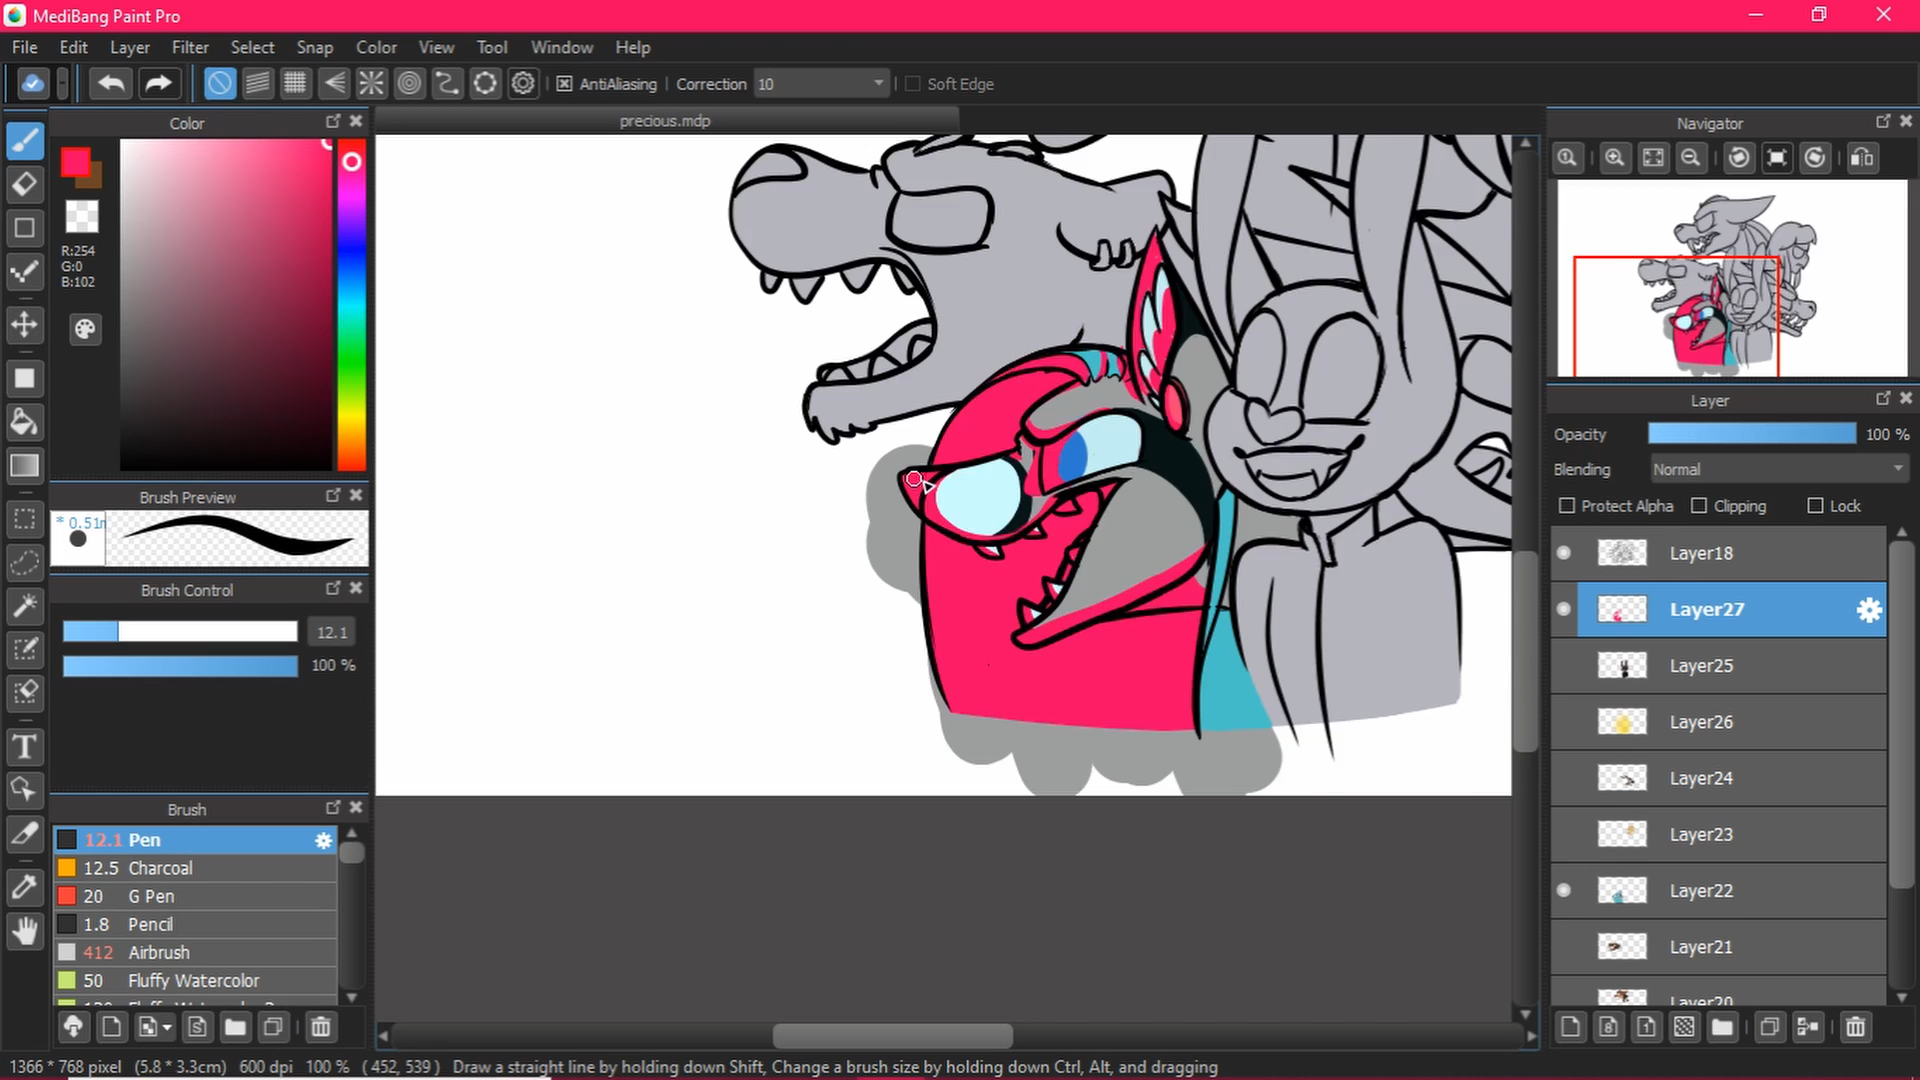 MediBang Paint Pro
File Edit Layer Filter Select Snap Color View Tool Window Help
AntiAliasing Correction 10 Soft Edge
Color
precious.mdp
Navigator
R:254
G:0
B:102
Layer
Opacity 100 %
Blending Normal
Brush Preview
Protect Alpha Clipping Lock
* 0.51m
Layer18
Brush Control
Layer27
12.1
100 %
Layer25
Layer26
Layer24
Brush
12.1 Pen
Layer23
12.5 Charcoal
20 G Pen
Layer22
1.8 Pencil
412 Airbrush
Layer21
50 Fluffy Watercolor
Layer20
1366 * 768 pixel (5.8 * 3.3cm) 600 dpi 100 % ( 452, 539 ) Draw a straight line by holding down Shift, Change a brush size by holding down Ctrl, Alt, and dragging